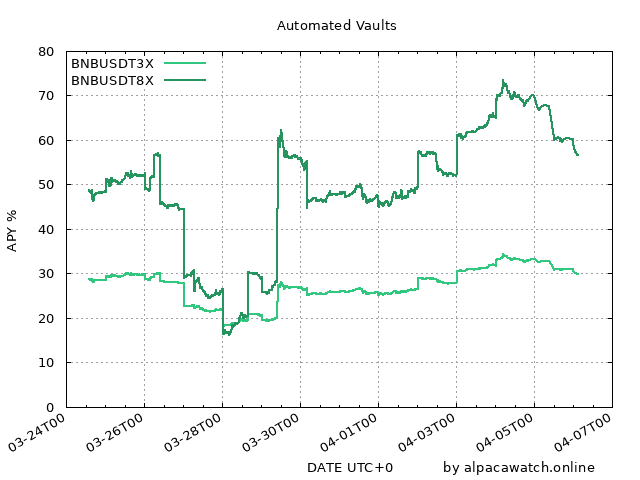 Automated Vaults
BNBUSDT3X
BNBUSDT8X
APY %
80
70
60
50
40
30
20
10
0
03-24T00
03-26T00
03-28T00
03-30T00
04-01T00
04-03T00
04-05T00
04-07T00
DATE UTC+0
by alpacawatch.online